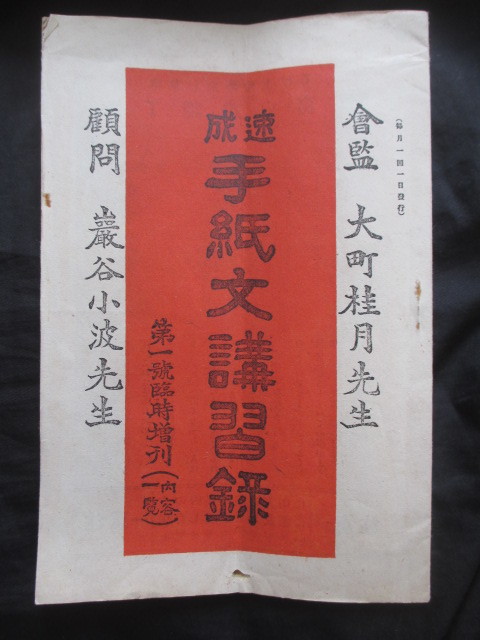 (毎月一回一日發行)
會監 大町桂月先生
速成
手紙文講習錄
第一號臨時增刊(內容一覽)
顧問 巖谷小波先生